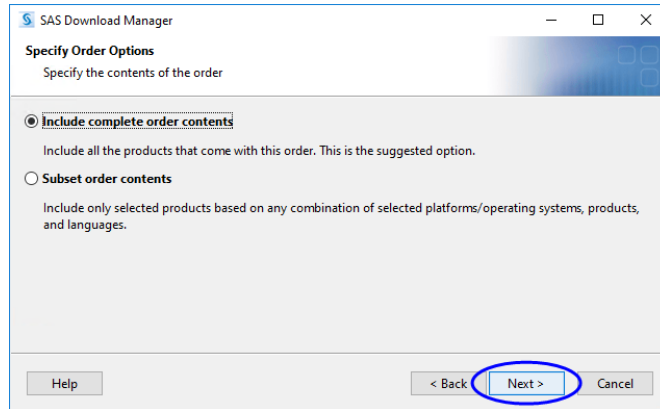 SAS Download Manager
Specify Order Options
Specify the contents of the order
Include complete order contents
Include all the products that come with this order. This is the suggested option.
Subset order contents
Include only selected products based on any combination of selected platforms/operating systems, products,
and languages.
Help
< Back
Next >
Cancel